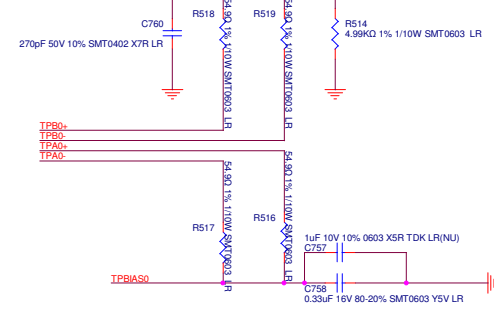 R518
R519
54.9Ω 1% 1/10W SMT0603 LR
54.9Ω 1% 1/10W SMT0603 LR
C760
270pF 50V 10% SMT0402 X7R LR
R514
4.99KΩ 1% 1/10W SMT0603 LR
TPB0+
TPB0-
TPA0+
TPA0-
54.9Ω 1% 1/10W SMT0603 LR
54.9Ω 1% 1/10W SMT0603 LR
R517
R516
1uF 10V 10% 0603 X5R TDK LR(NU)
C757
TPBIAS0
C758
0.33uF 16V 80-20% SMT0603 Y5V LR